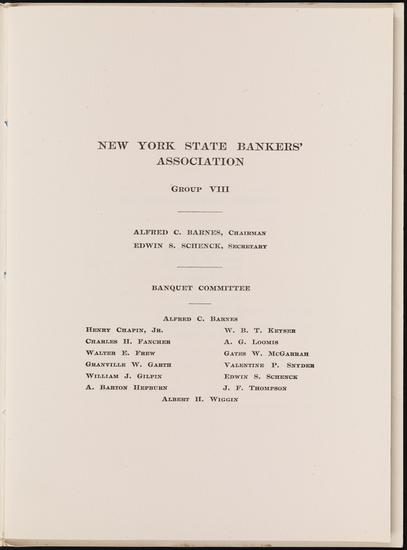 NEW YORK STATE BANKERS'
ASSOCIATION
Group VIII
ALFRED C. BARNES, Chairman
EDWIN S. SCHENCK, Secretary
BANQUET COMMITTEE
Alfred C. Barnes
Henry Chapin, Jr. W. B. T. Keyser
Charles H. Fancher A. G. Loomis
Walter E. Frew Gates W. McGarrah
Granville W. Garth Valentine P. Snyder
William J. Gilpin Edwin S. Schenck
A. Barton Hepburn J. F. Thompson
Albert H. Wiggin